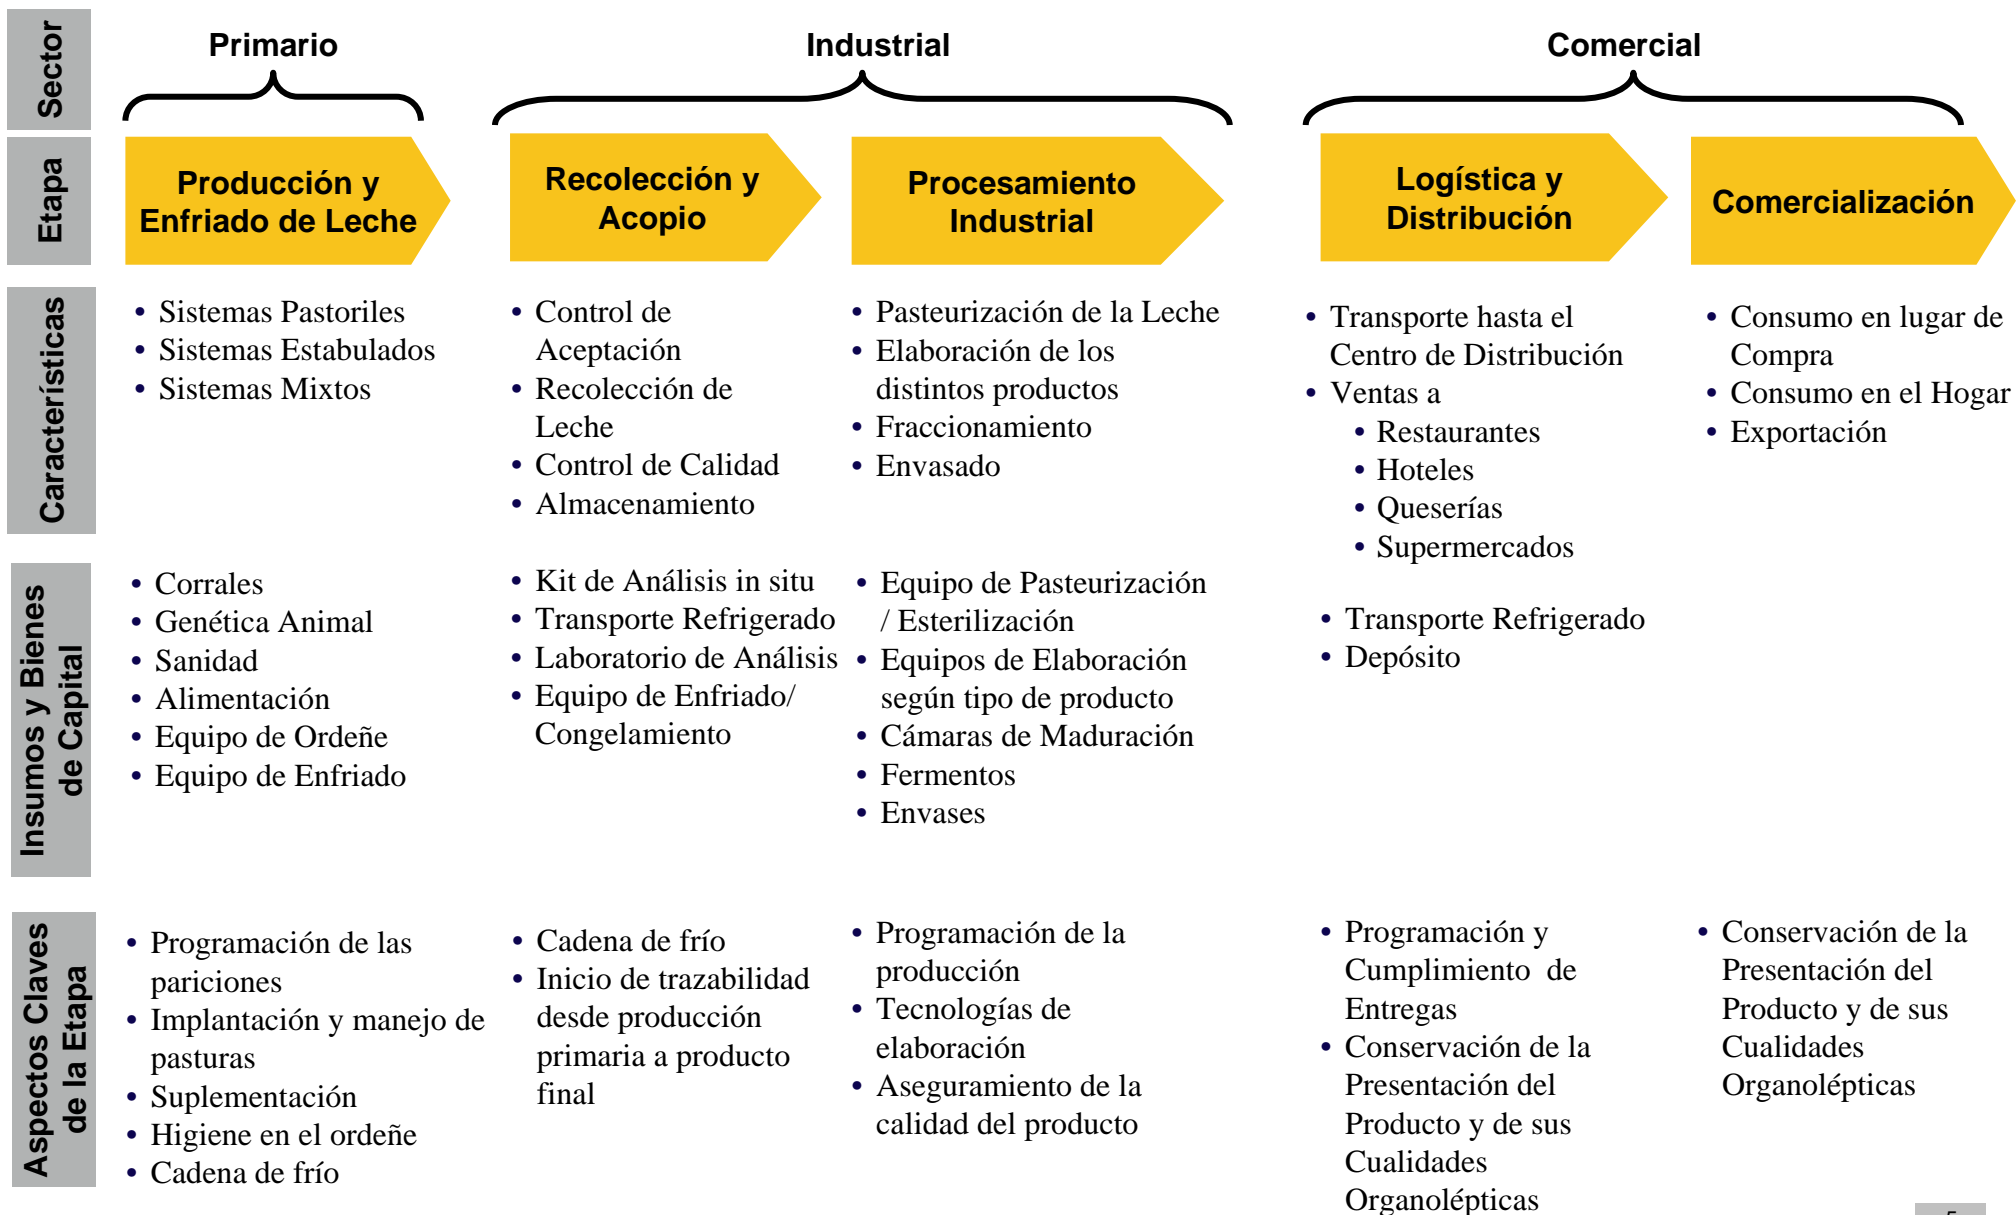 Sector
Primario
Industrial
Comercial
Etapa
Producción y
Enfriado de Leche
Recolección y
Acopio
Procesamiento
Industrial
Logística y
Distribución
Comercialización
Características
• Sistemas Pastoriles
• Sistemas Estabulados
• Sistemas Mixtos
• Control de
Aceptación
• Recolección de
Leche
• Control de Calidad
• Almacenamiento
• Pasteurización de la Leche
• Elaboración de los
distintos productos
• Fraccionamiento
• Envasado
• Transporte hasta el
Centro de Distribución
• Ventas a
• Restaurantes
• Hoteles
• Queserías
• Supermercados
• Consumo en lugar de
Compra
• Consumo en el Hogar
• Exportación
Insumos y Bienes
de Capital
• Corrales
• Genética Animal
• Sanidad
• Alimentación
• Equipo de Ordeñe
• Equipo de Enfriado
• Kit de Análisis in situ
• Transporte Refrigerado
• Laboratorio de Análisis
• Equipo de Enfriado/
Congelamiento
• Equipo de Pasteurización
/ Esterilización
• Equipos de Elaboración
según tipo de producto
• Cámaras de Maduración
• Fermentos
• Envases
• Transporte Refrigerado
• Depósito
Aspectos Claves
de la Etapa
• Programación de las
pariciones
• Implantación y manejo de
pasturas
• Suplementación
• Higiene en el ordeñe
• Cadena de frío
• Cadena de frío
• Inicio de trazabilidad
desde producción
primaria a producto
final
• Programación de la
producción
• Tecnologías de
elaboración
• Aseguramiento de la
calidad del producto
• Programación y
Cumplimiento de
Entregas
• Conservación de la
Presentación del
Producto y de sus
Cualidades
Organolépticas
• Conservación de la
Presentación del
Producto y de sus
Cualidades
Organolépticas